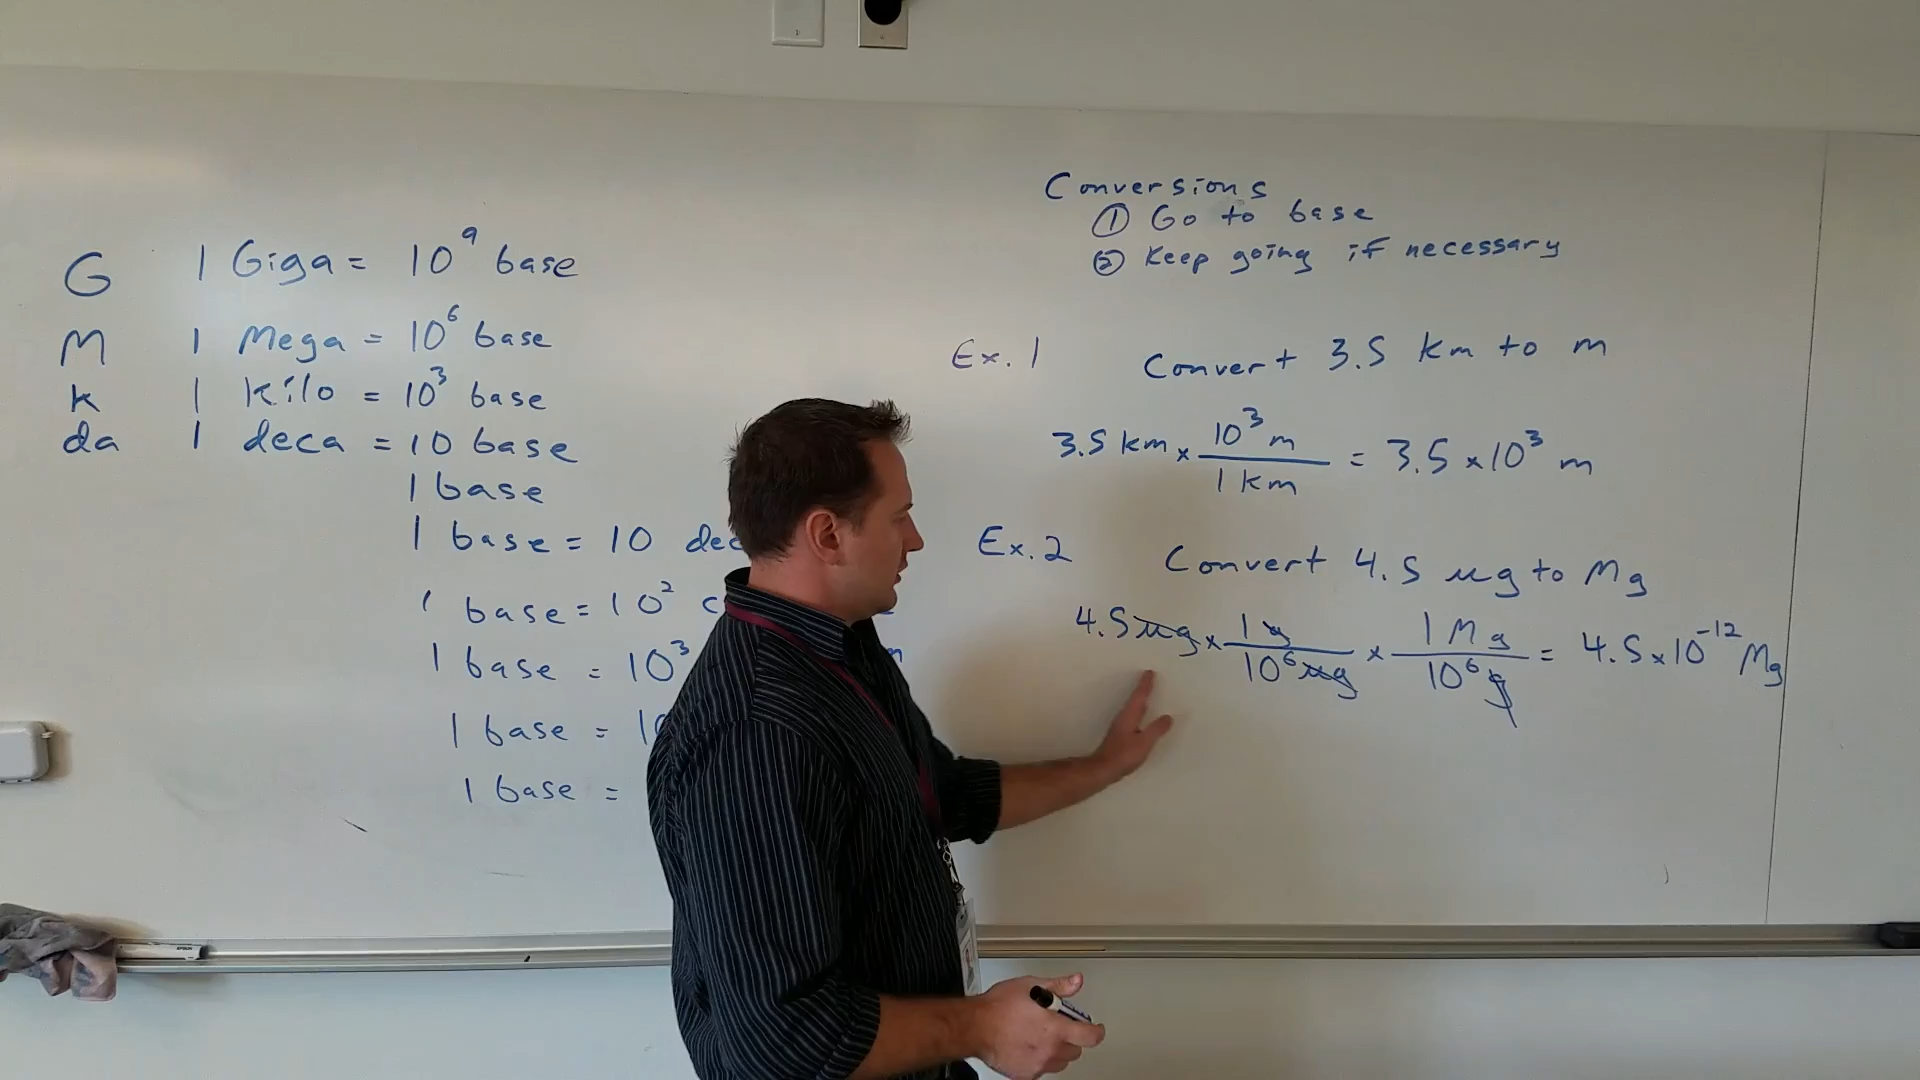 G 1 Giga = 10⁹ base
M 1 Mega = 10⁶ base
k 1 kilo = 10³ base
da 1 deca = 10 base
1 base
1 base = 10
1 base = 10²
1 base = 10³
1 base =
1 base =
Conversions
① Go to base
② Keep going if necessary
Ex. 1 Convert 3.5 km to m
3.5 km × 10³ m / 1 km = 3.5 × 10³ m
Ex. 2 Convert 4.5 μg to Mg
4.5 μg × 1 g / 10⁶ μg × 1 Mg / 10⁶ g = 4.5 × 10⁻¹² Mg
EPSON